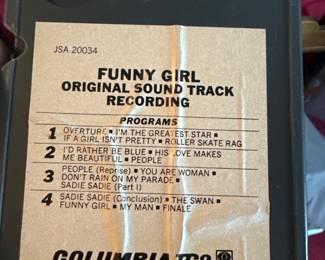 JSA 20034
FUNNY GIRL
ORIGINAL SOUND TRACK
RECORDING
PROGRAMS
1 OVERTURE ▪ I'M THE GREATEST STAR ▪
IF A GIRL ISN'T PRETTY ▪ ROLLER SKATE RAG
2 I'D RATHER BE BLUE ▪ HIS LOVE MAKES
ME BEAUTIFUL ▪ PEOPLE
3 PEOPLE (Reprise) ▪ YOU ARE WOMAN ▪
DON'T RAIN ON MY PARADE ▪
SADIE SADIE (Part I)
4 SADIE SADIE (Conclusion) ▪ THE SWAN ▪
FUNNY GIRL ▪ MY MAN ▪ FINALE
COLUMBIA